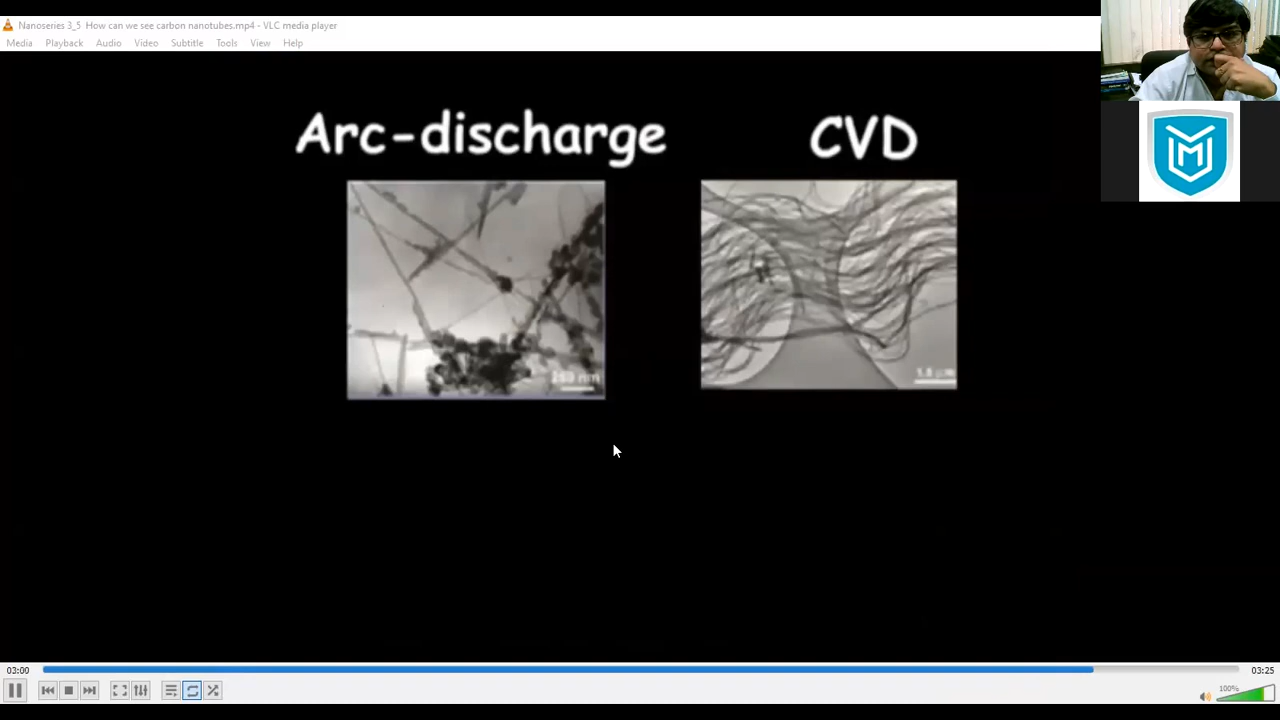 Nanoseries 3_5  How can we see carbon nanotubes.mp4 - VLC media player
Media Playback Audio Video Subtitle Tools View Help
Arc-discharge CVD
03:00 03:25
100%